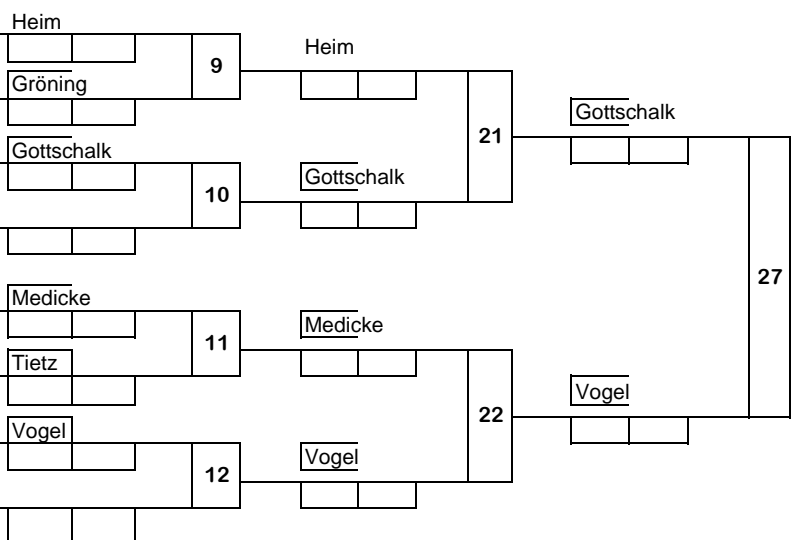 Heim
9
Heim
Gröning
Gottschalk
21
Gottschalk
10
Gottschalk
27
Medicke
11
Medicke
Tietz
Vogel
22
Vogel
12
Vogel